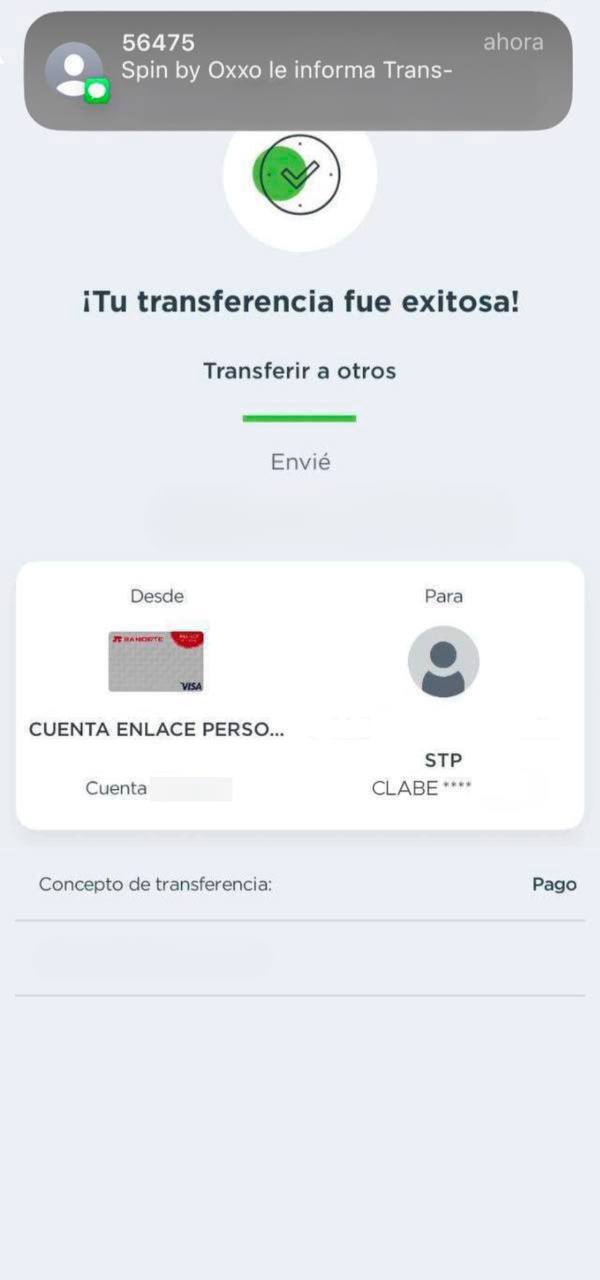 56475
ahora
Spin by Oxxo le informa Trans-
¡Tu transferencia fue exitosa!
Transferir a otros
Envié
Desde
Para
BANORTE
VISA
CUENTA ENLACE PERSO...
STP
Cuenta
CLABE ****
Concepto de transferencia:
Pago